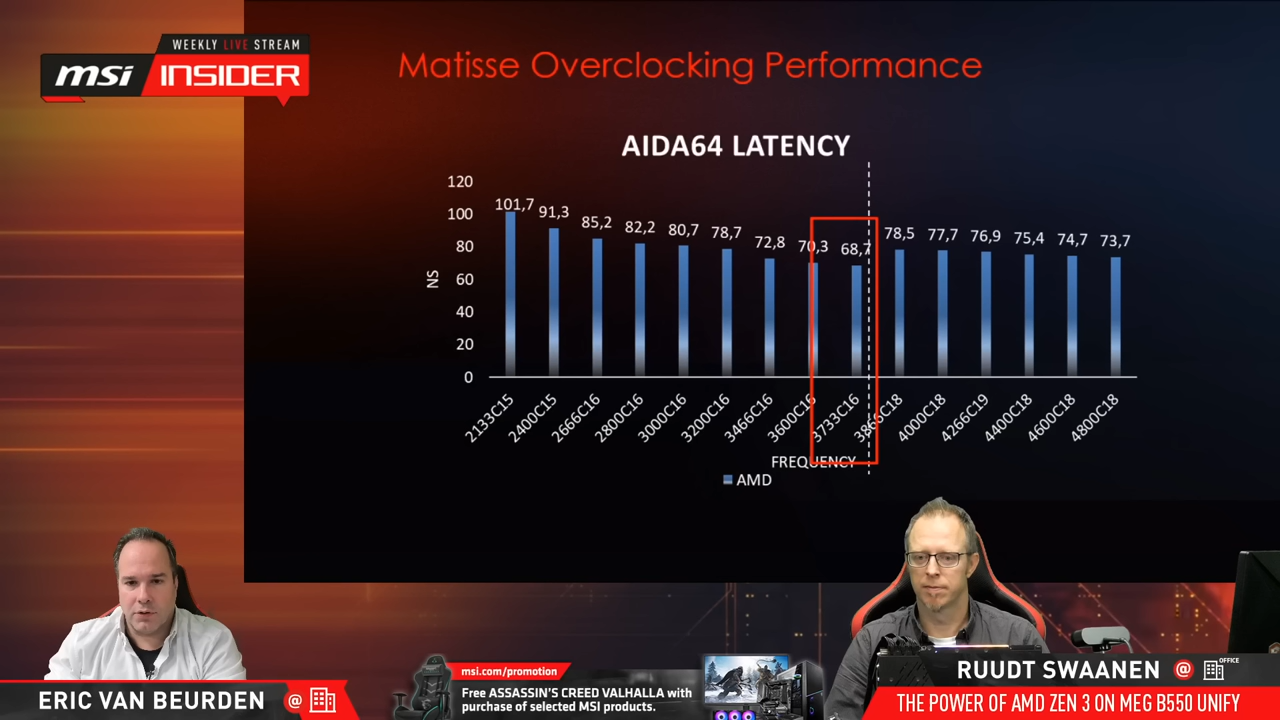 WEEKLY LIVE STREAM
msi INSIDER
Matisse Overclocking Performance
AIDA64 LATENCY
120
100
80
60
40
20
0
NS
101,7
91,3
85,2
82,2
80,7
78,7
72,8
70,3
68,7
78,5
77,7
76,9
75,4
74,7
73,7
2133C15
2400C15
2666C16
2800C16
3000C16
3200C16
3466C16
3600C16
3733C16
3866C18
4000C18
4266C19
4400C18
4600C18
4800C18
FREQUENCY
AMD
ERIC VAN BEURDEN @
msi.com/promotion
Free ASSASSIN'S CREED VALHALLA with
purchase of selected MSI products.
RUUDT SWAANEN @ OFFICE
THE POWER OF AMD ZEN 3 ON MEG B550 UNIFY